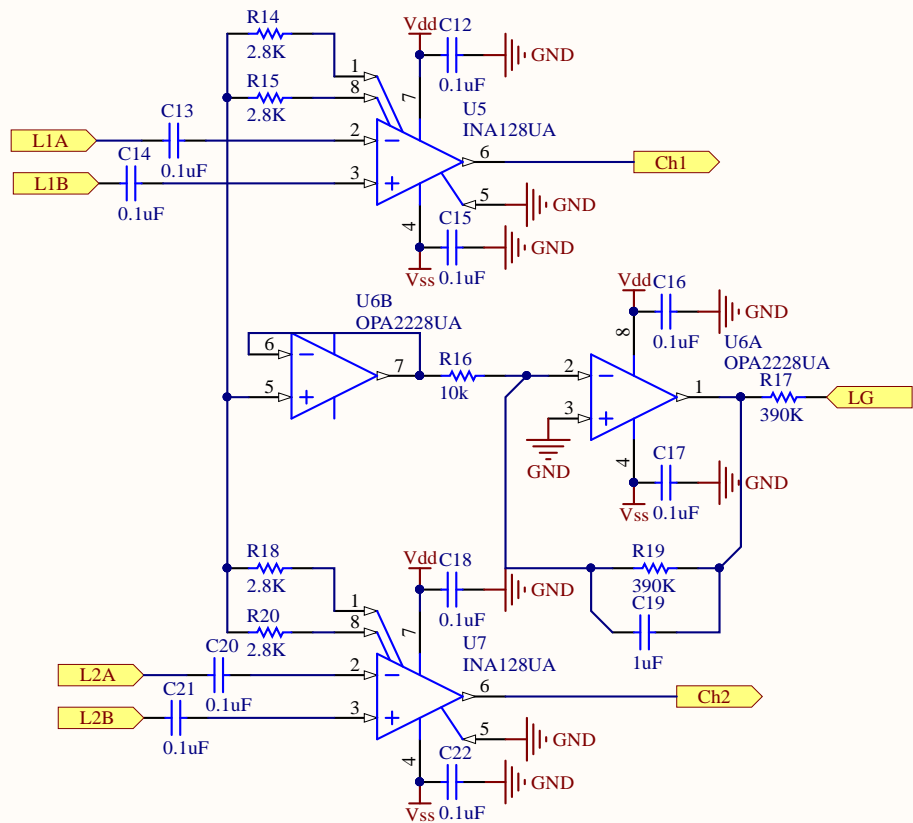 R14
2.8K
R15
2.8K
Vdd
C12
0.1uF
GND
1
8
7
U5
INA128UA
L1A
C13
0.1uF
2
6
Ch1
L1B
C14
0.1uF
3
5
GND
4
C15
0.1uF
GND
Vss
U6B
OPA2228UA
6
5
7
R16
10k
Vdd
C16
0.1uF
GND
8
U6A
OPA2228UA
2
3
1
GND
R17
390K
LG
4
C17
0.1uF
GND
Vss
R18
2.8K
R20
2.8K
Vdd
C18
0.1uF
GND
R19
390K
C19
1uF
1
8
7
U7
INA128UA
L2A
C20
0.1uF
2
6
Ch2
L2B
C21
0.1uF
3
5
GND
4
C22
0.1uF
GND
Vss